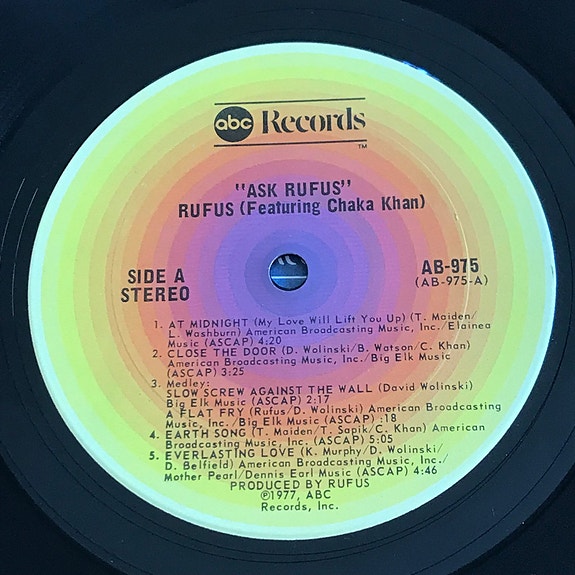 abc Records
TM
"ASK RUFUS"
RUFUS (Featuring Chaka Khan)
SIDE A
STEREO
AB-975
(AB-975-A)
1. AT MIDNIGHT (My Love Will Lift You Up) (T. Maiden/
L. Washburn) American Broadcasting Music, Inc./Elainea
Music (ASCAP) 4:20
2. CLOSE THE DOOR (D. Wolinski/B. Watson/C. Khan)
American Broadcasting Music, Inc./Big Elk Music
(ASCAP) 3:25
3. Medley:
SLOW SCREW AGAINST THE WALL (David Wolinski)
Big Elk Music (ASCAP) 2:17
A FLAT FRY (Rufus/D. Wolinski) American Broadcasting
Music, Inc./Big Elk Music (ASCAP) :18
4. EARTH SONG (T. Maiden/T. Sapik/C. Khan) American
Broadcasting Music, Inc. (ASCAP) 5:05
5. EVERLASTING LOVE (K. Murphy/D. Wolinski/
D. Belfield) American Broadcasting Music, Inc./
Mother Pearl/Dennis Earl Music (ASCAP) 4:46
PRODUCED BY RUFUS
℗1977, ABC
Records, Inc.